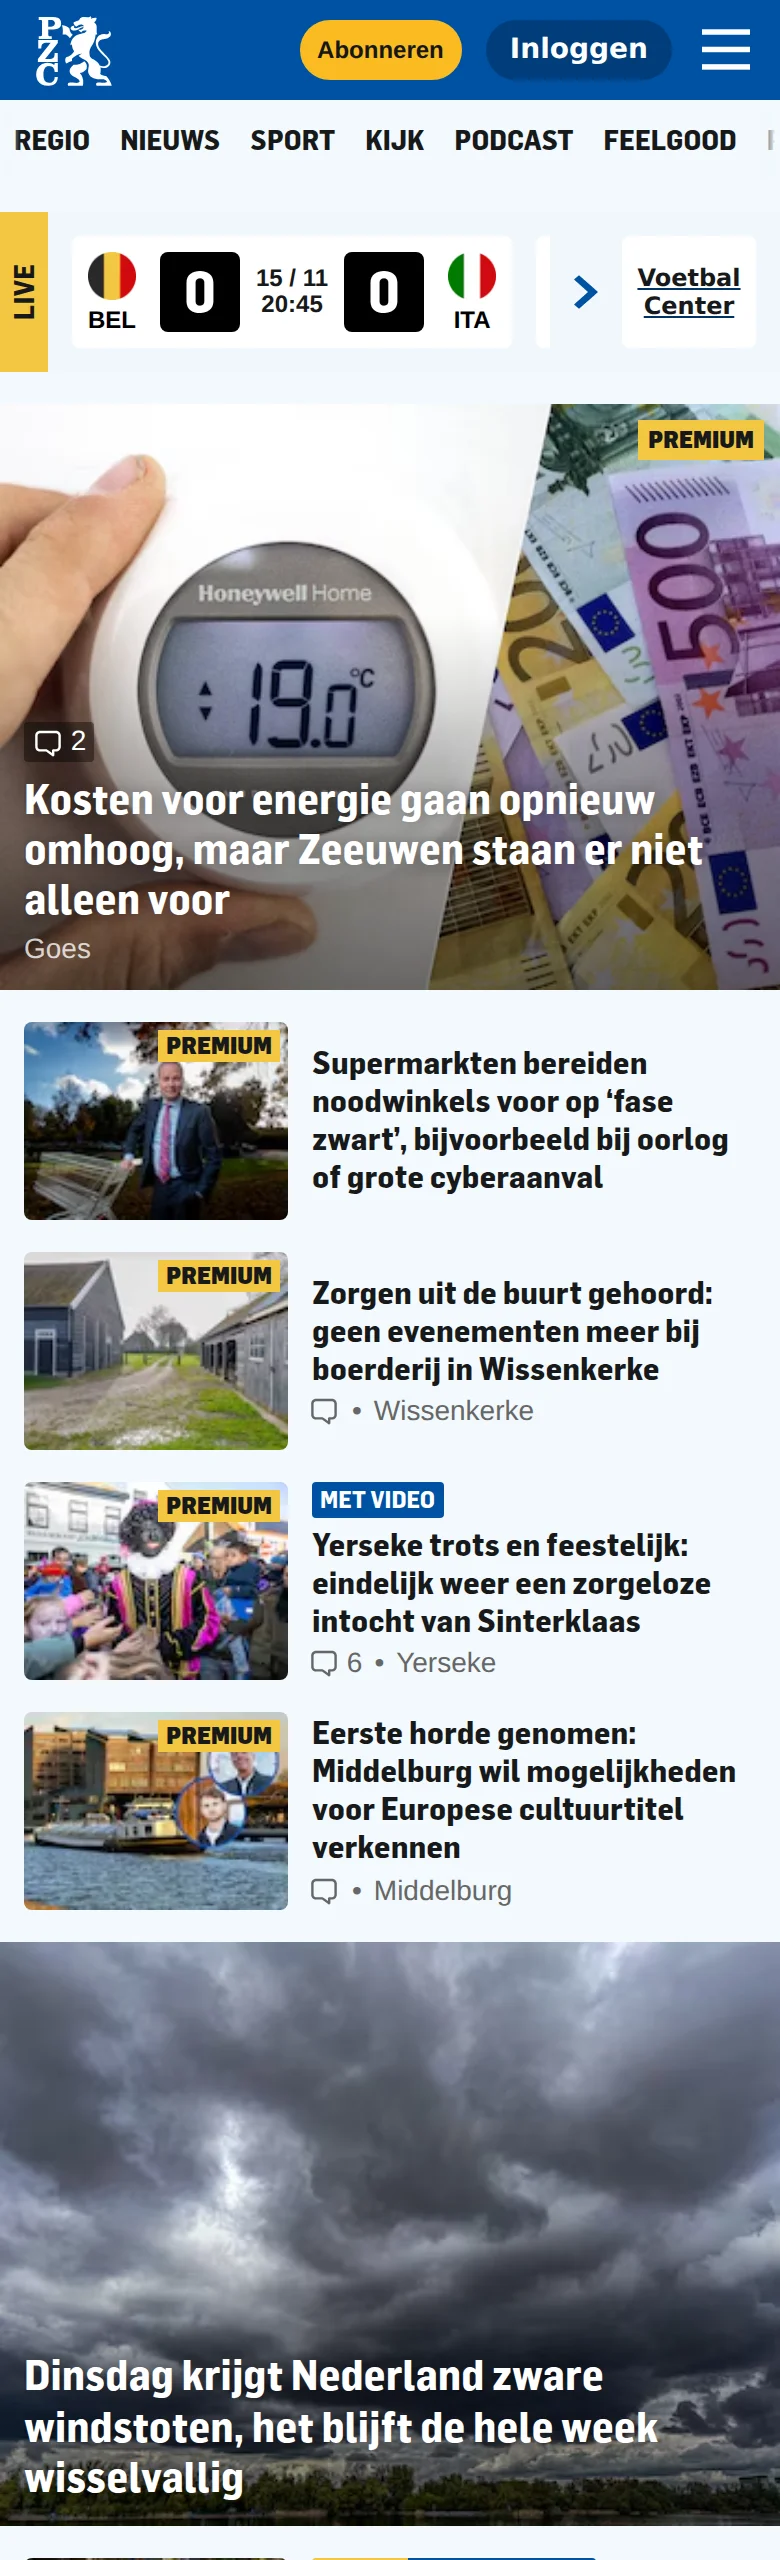 PZC
Abonneren
Inloggen
REGIO NIEUWS SPORT KIJK PODCAST FEELGOOD
LIVE
BEL
0
15 / 11
20:45
0
ITA
Voetbal
Center
PREMIUM
Honeywell Home
19.0°C
500
200
2
Kosten voor energie gaan opnieuw
omhoog, maar Zeeuwen staan er niet
alleen voor
Goes
PREMIUM
Supermarkten bereiden
noodwinkels voor op ‘fase
zwart’, bijvoorbeeld bij oorlog
of grote cyberaanval
PREMIUM
Zorgen uit de buurt gehoord:
geen evenementen meer bij
boerderij in Wissenkerke
• Wissenkerke
PREMIUM
MET VIDEO
Yerseke trots en feestelijk:
eindelijk weer een zorgeloze
intocht van Sinterklaas
6 • Yerseke
PREMIUM
Eerste horde genomen:
Middelburg wil mogelijkheden
voor Europese cultuurtitel
verkennen
• Middelburg
Dinsdag krijgt Nederland zware
windstoten, het blijft de hele week
wisselvallig